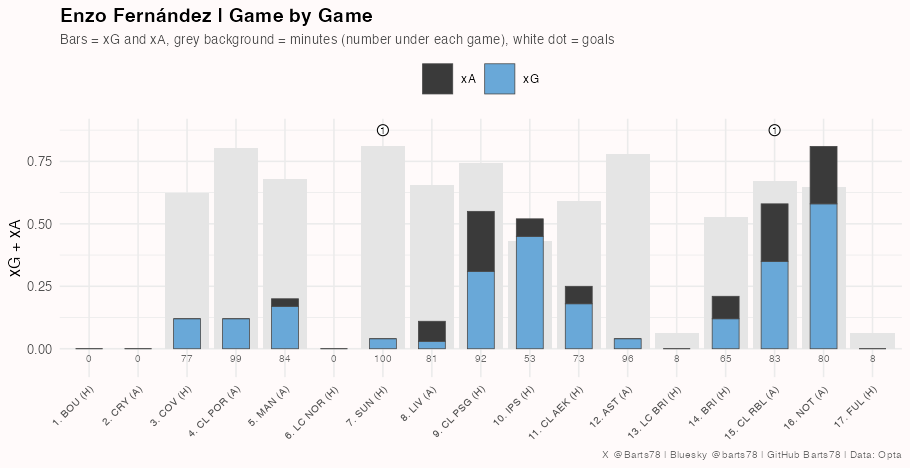 Enzo Fernández | Game by Game
Bars = xG and xA, grey background = minutes (number under each game), white dot = goals
xA xG
xG + xA
0.75
0.50
0.25
0.00
1 1
0 0 77 99 84 0 100 81 92 53 73 96 8 65 83 80 8
1. BOU (H)
2. CRY (A)
3. COV (H)
4. CL POR (A)
5. MAN (A)
6. LC NOR (H)
7. SUN (H)
8. LIV (A)
9. CL PSG (H)
10. IPS (H)
11. CL AEK (H)
12. AST (A)
13. LC BRI (H)
14. BRI (H)
15. CL RBL (A)
16. NOT (A)
17. FUL (H)
X @Barts78 | Bluesky @barts78 | GitHub Barts78 | Data: Opta